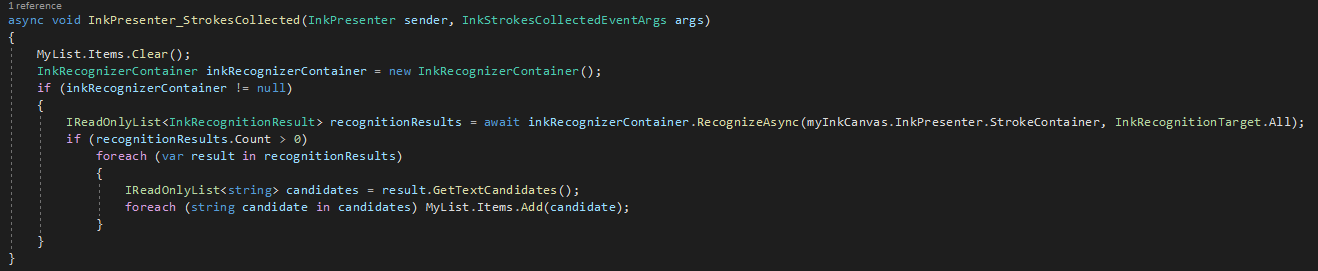 1 reference
async void InkPresenter_StrokesCollected(InkPresenter sender, InkStrokesCollectedEventArgs args)
{
MyList.Items.Clear();
InkRecognizerContainer inkRecognizerContainer = new InkRecognizerContainer();
if (inkRecognizerContainer != null)
{
IReadOnlyList<InkRecognitionResult> recognitionResults = await inkRecognizerContainer.RecognizeAsync(myInkCanvas.InkPresenter.StrokeContainer, InkRecognitionTarget.All);
if (recognitionResults.Count > 0)
foreach (var result in recognitionResults)
{
IReadOnlyList<string> candidates = result.GetTextCandidates();
foreach (string candidate in candidates) MyList.Items.Add(candidate);
}
}
}